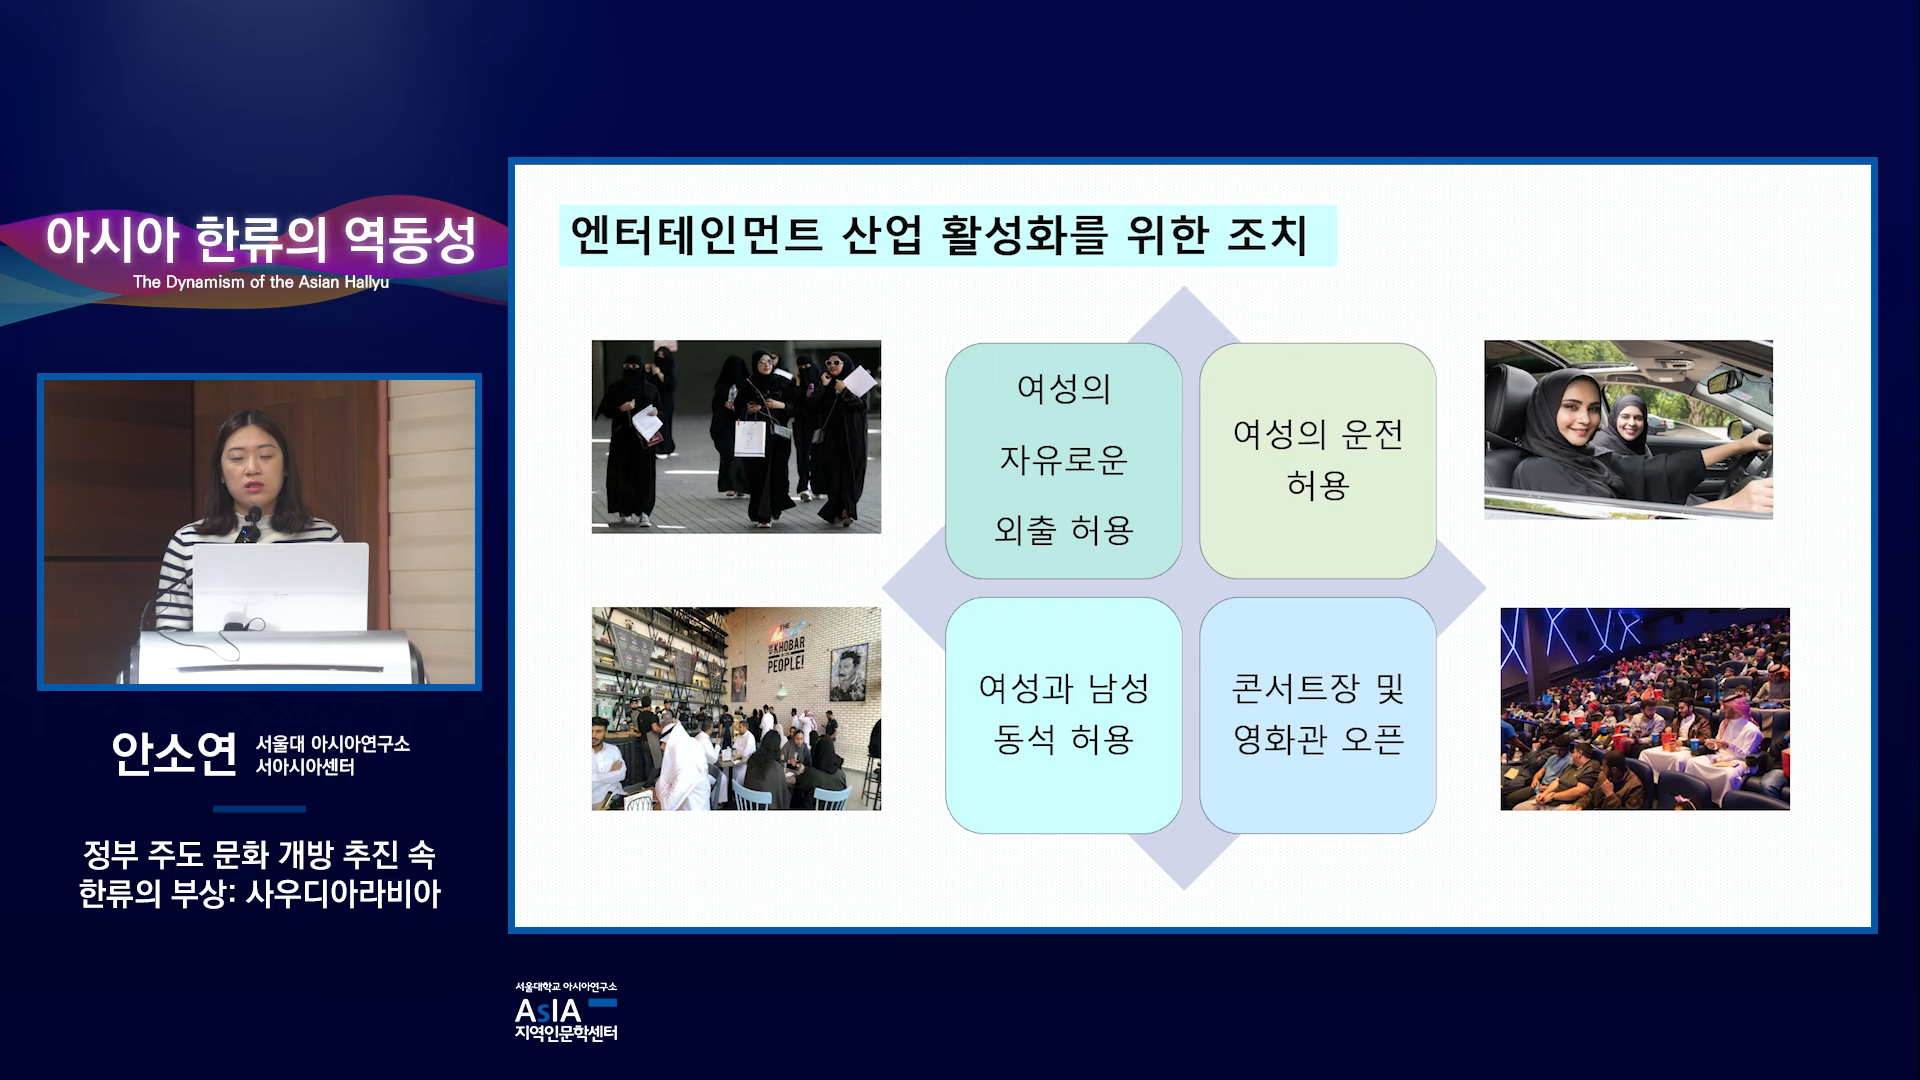 아시아 한류의 역동성
The Dynamism of the Asian Hallyu
안소연
서울대 아시아연구소
서아시아센터
정부 주도 문화 개방 추진 속
한류의 부상: 사우디아라비아
엔터테인먼트 산업 활성화를 위한 조치
여성의
자유로운
외출 허용
여성의 운전
허용
여성과 남성
동석 허용
콘서트장 및
영화관 오픈
THE
KHOBAR
PEOPLE!
서울대학교 아시아연구소
AsIA
지역인문학센터